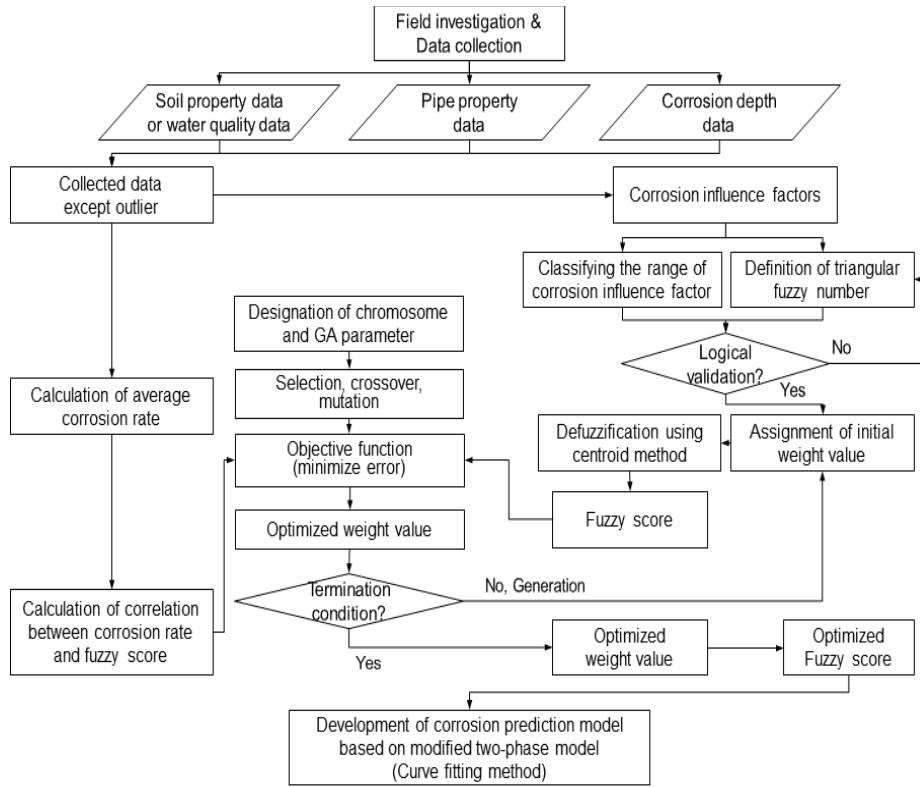 Field investigation &
Data collection
Soil property data
or water quality data
Pipe property
data
Corrosion depth
data
Collected data
except outlier
Corrosion influence factors
Classifying the range of
corrosion influence factor
Definition of triangular
fuzzy number
Designation of chromosome
and GA parameter
Logical
validation?
No
Yes
Selection, crossover,
mutation
Calculation of average
corrosion rate
Objective function
(minimize error)
Defuzzification using
centroid method
Assignment of initial
weight value
Fuzzy score
Optimized weight value
Termination
condition?
No, Generation
Yes
Calculation of correlation
between corrosion rate
and fuzzy score
Optimized
weight value
Optimized
Fuzzy score
Development of corrosion prediction model
based on modified two-phase model
(Curve fitting method)